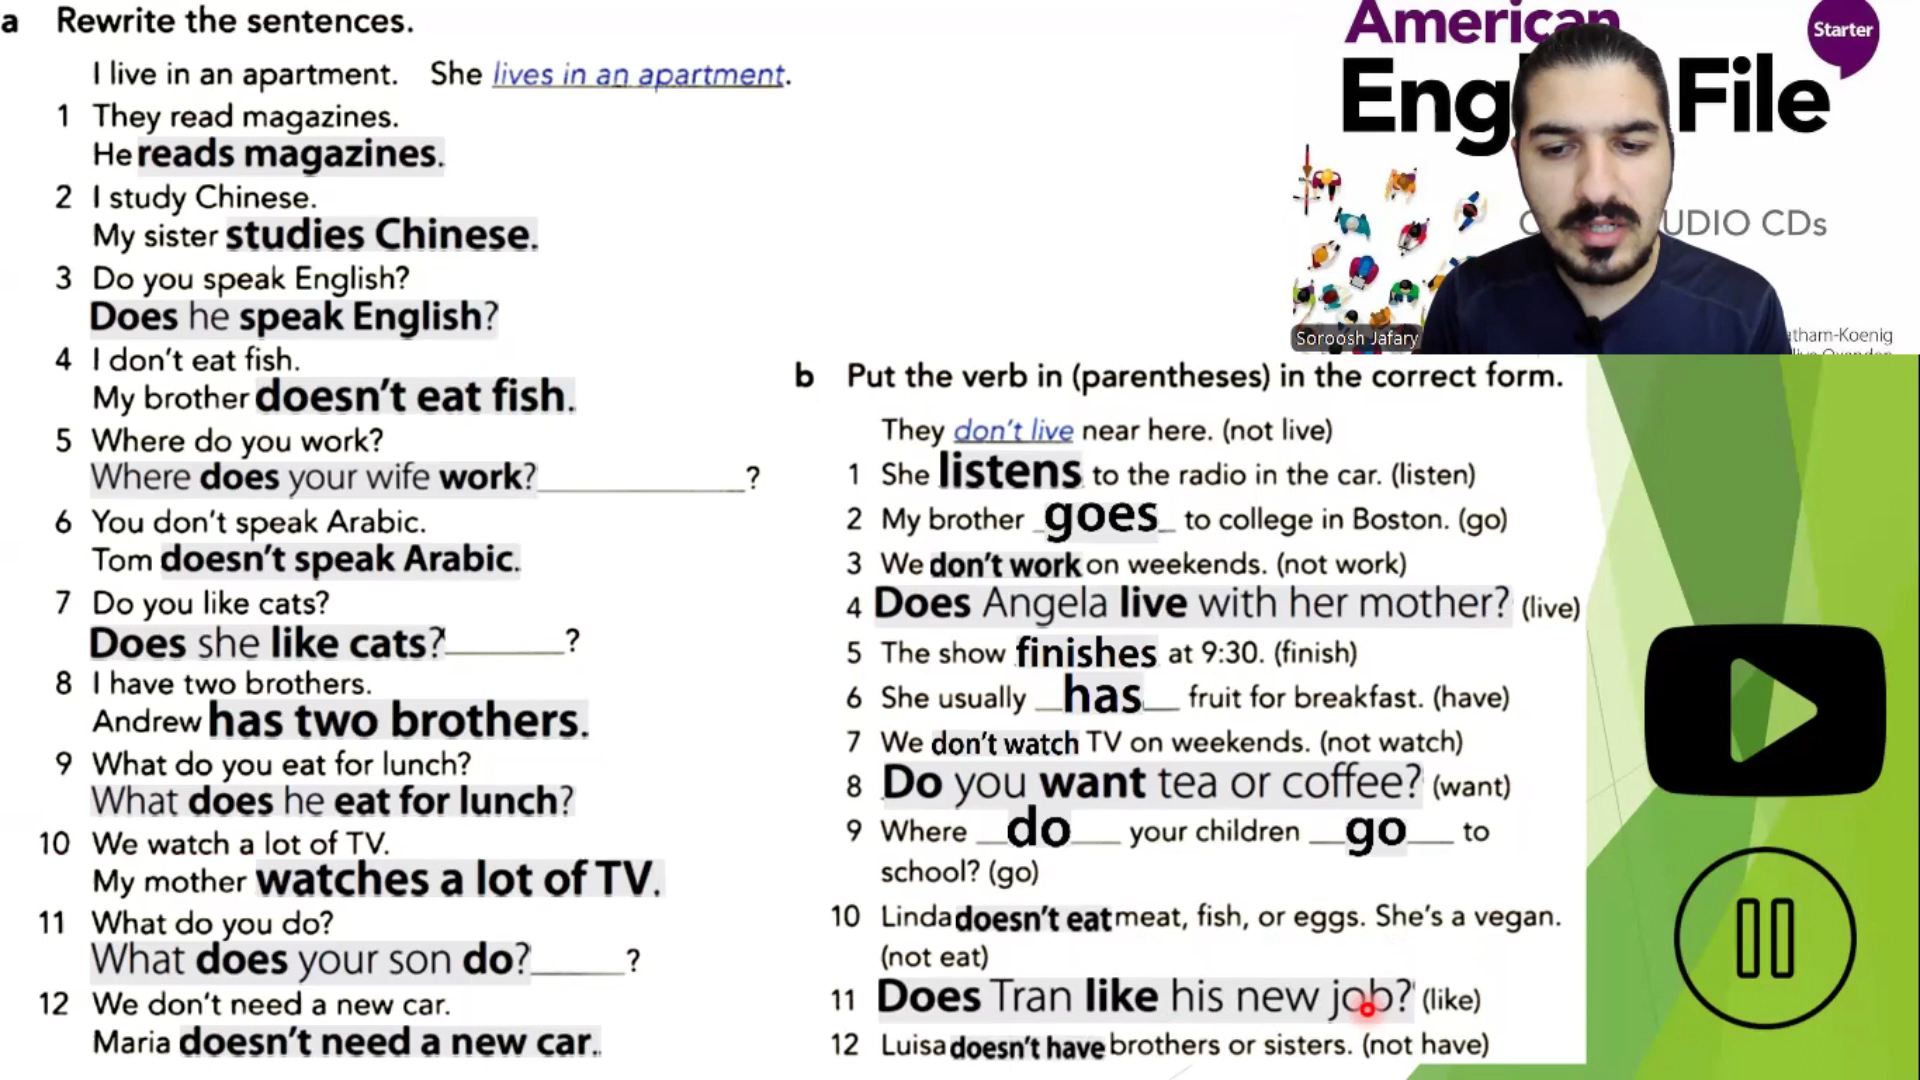 a Rewrite the sentences.
I live in an apartment. She lives in an apartment.
1 They read magazines.
He reads magazines.
2 I study Chinese.
My sister studies Chinese.
3 Do you speak English?
Does he speak English?
4 I don't eat fish.
My brother doesn't eat fish.
5 Where do you work?
Where does your wife work? ?
6 You don't speak Arabic.
Tom doesn't speak Arabic.
7 Do you like cats?
Does she like cats? ?
8 I have two brothers.
Andrew has two brothers.
9 What do you eat for lunch?
What does he eat for lunch?
10 We watch a lot of TV.
My mother watches a lot of TV.
11 What do you do?
What does your son do? ?
12 We don't need a new car.
Maria doesn't need a new car.
American
Starter
Eng File
UDIO CDs
Soroosh Jafary
atham-Koenig
b Put the verb in (parentheses) in the correct form.
They don't live near here. (not live)
1 She listens to the radio in the car. (listen)
2 My brother goes to college in Boston. (go)
3 We don't work on weekends. (not work)
4 Does Angela live with her mother? (live)
5 The show finishes at 9:30. (finish)
6 She usually has fruit for breakfast. (have)
7 We don't watch TV on weekends. (not watch)
8 Do you want tea or coffee? (want)
9 Where do your children go to
school? (go)
10 Linda doesn't eat meat, fish, or eggs. She's a vegan.
(not eat)
11 Does Tran like his new job? (like)
12 Luisa doesn't have brothers or sisters. (not have)